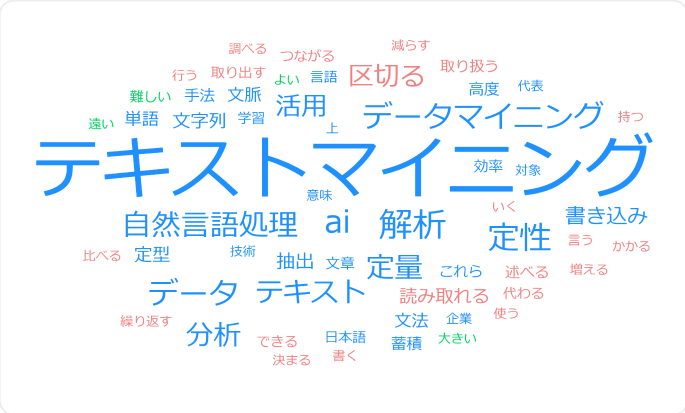 減らす
調べる つながる
行う 取り出す よい 言語 区切る 取り扱う
難しい 手法 文脈 高度 代表
遠い 単語 文字列 学習 活用 データマイニング 持つ
上
テキストマイニング
効率 対象
意味
いく
自然言語処理 ai 解析 定性 書き込み
言う かかる
比べる 定型 技術 抽出 文章 定量 これら 述べる 増える
データ テキスト 読み取れる 代わる
繰り返す 文法 企業 使う
分析 できる 日本語 蓄積 大きい
決まる 書く